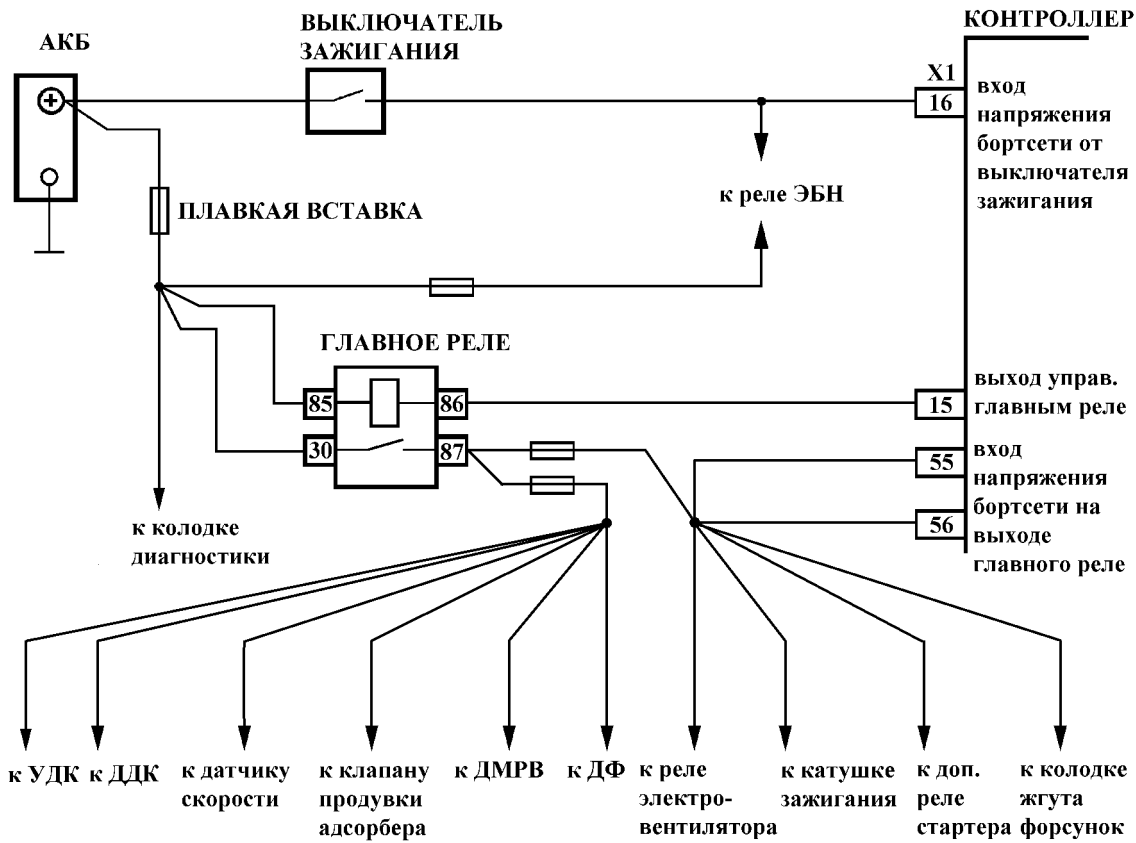 АКБ
ВЫКЛЮЧАТЕЛЬ
ЗАЖИГАНИЯ
КОНТРОЛЛЕР
X1
16
вход
напряжения
бортсети от
выключателя
зажигания
ПЛАВКАЯ ВСТАВКА
к реле ЭБН
ГЛАВНОЕ РЕЛЕ
85
86
30
87
15
выход управ.
главным реле
55
56
вход
напряжения
бортсети на
выходе
главного реле
к колодке
диагностики
к УДК
к ДДК
к датчику
скорости
к клапану
продувки
адсорбера
к ДМРВ
к ДФ
к реле
электро-
вентилятора
к катушке
зажигания
к доп.
реле
стартера
к колодке
жгута
форсунок